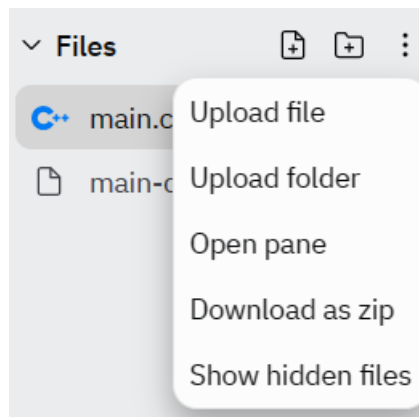 Files
C++ main.c
main-
Upload file
Upload folder
Open pane
Download as zip
Show hidden files